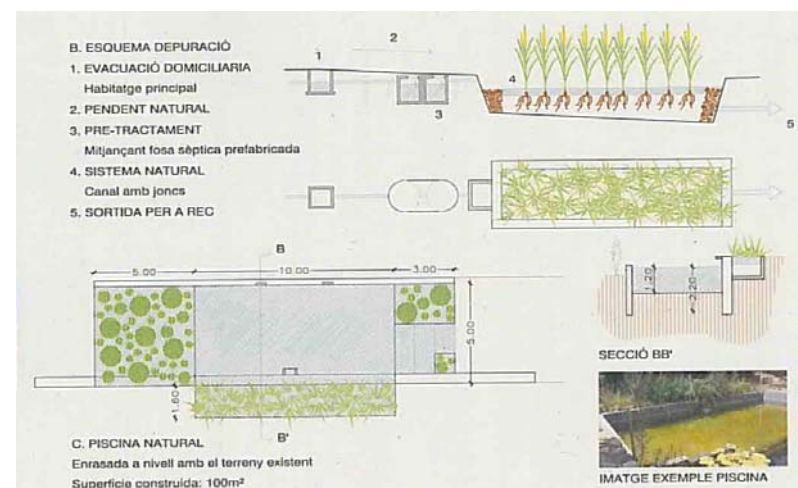 B. ESQUEMA DEPURACIÓ
1. EVACUACIÓ DOMICILIARIA
Habitatge principal
2. PENDENT NATURAL
3. PRE-TRACTAMENT
Mitjançant fosa sèptica prefabricada
4. SISTEMA NATURAL
Canal amb joncs
5. SORTIDA PER A REC
1
2
3
4
5
B
5.00
10.00
3.00
5.00
1.60
B'
1.20
2.20
SECCIÓ BB'
C. PISCINA NATURAL
Enrasada a nivell amb el terreny existent
Superfície construida: 100m²
IMATGE EXEMPLE PISCINA